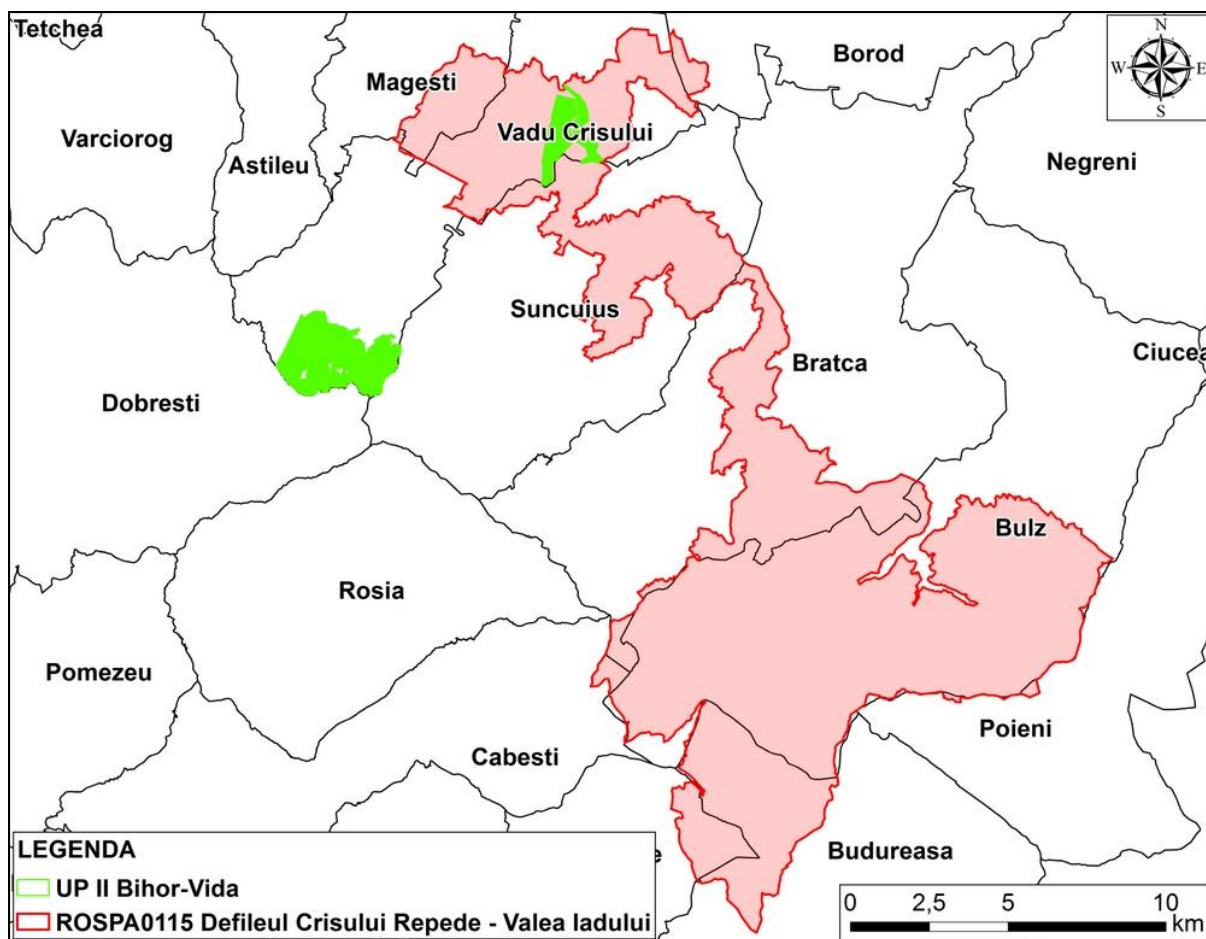 Tetchea
Borod
N
W E
S
Magesti
Varciorog
Astileu
Vadu Crisului
Negreni
Suncuius
Bratca
Ciucea
Dobresti
Bulz
Rosia
Pomezeu
Cabesti
Poieni
Budureasa
LEGENDA
UP II Bihor-Vida
ROSPA0115 Defileul Crisului Repede - Valea Iadului
0 2,5 5 10
km